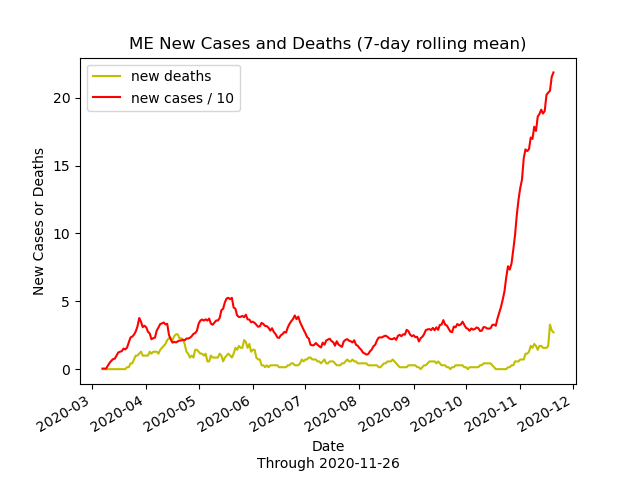 ME New Cases and Deaths (7-day rolling mean)
new deaths
new cases / 10
20
15
10
5
0
New Cases or Deaths
2020-03
2020-04
2020-05
2020-06
2020-07
2020-08
2020-09
2020-10
2020-11
2020-12
Date
Through 2020-11-26